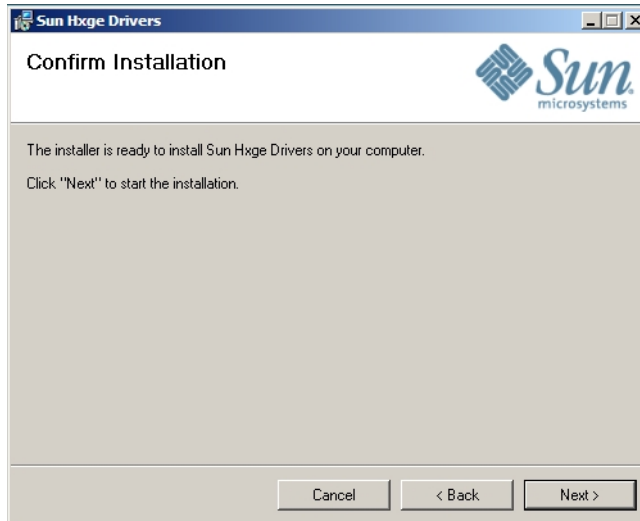 Sun Hxge Drivers
Confirm Installation
Sun
microsystems
The installer is ready to install Sun Hxge Drivers on your computer.
Click "Next" to start the installation.
Cancel
< Back
Next >